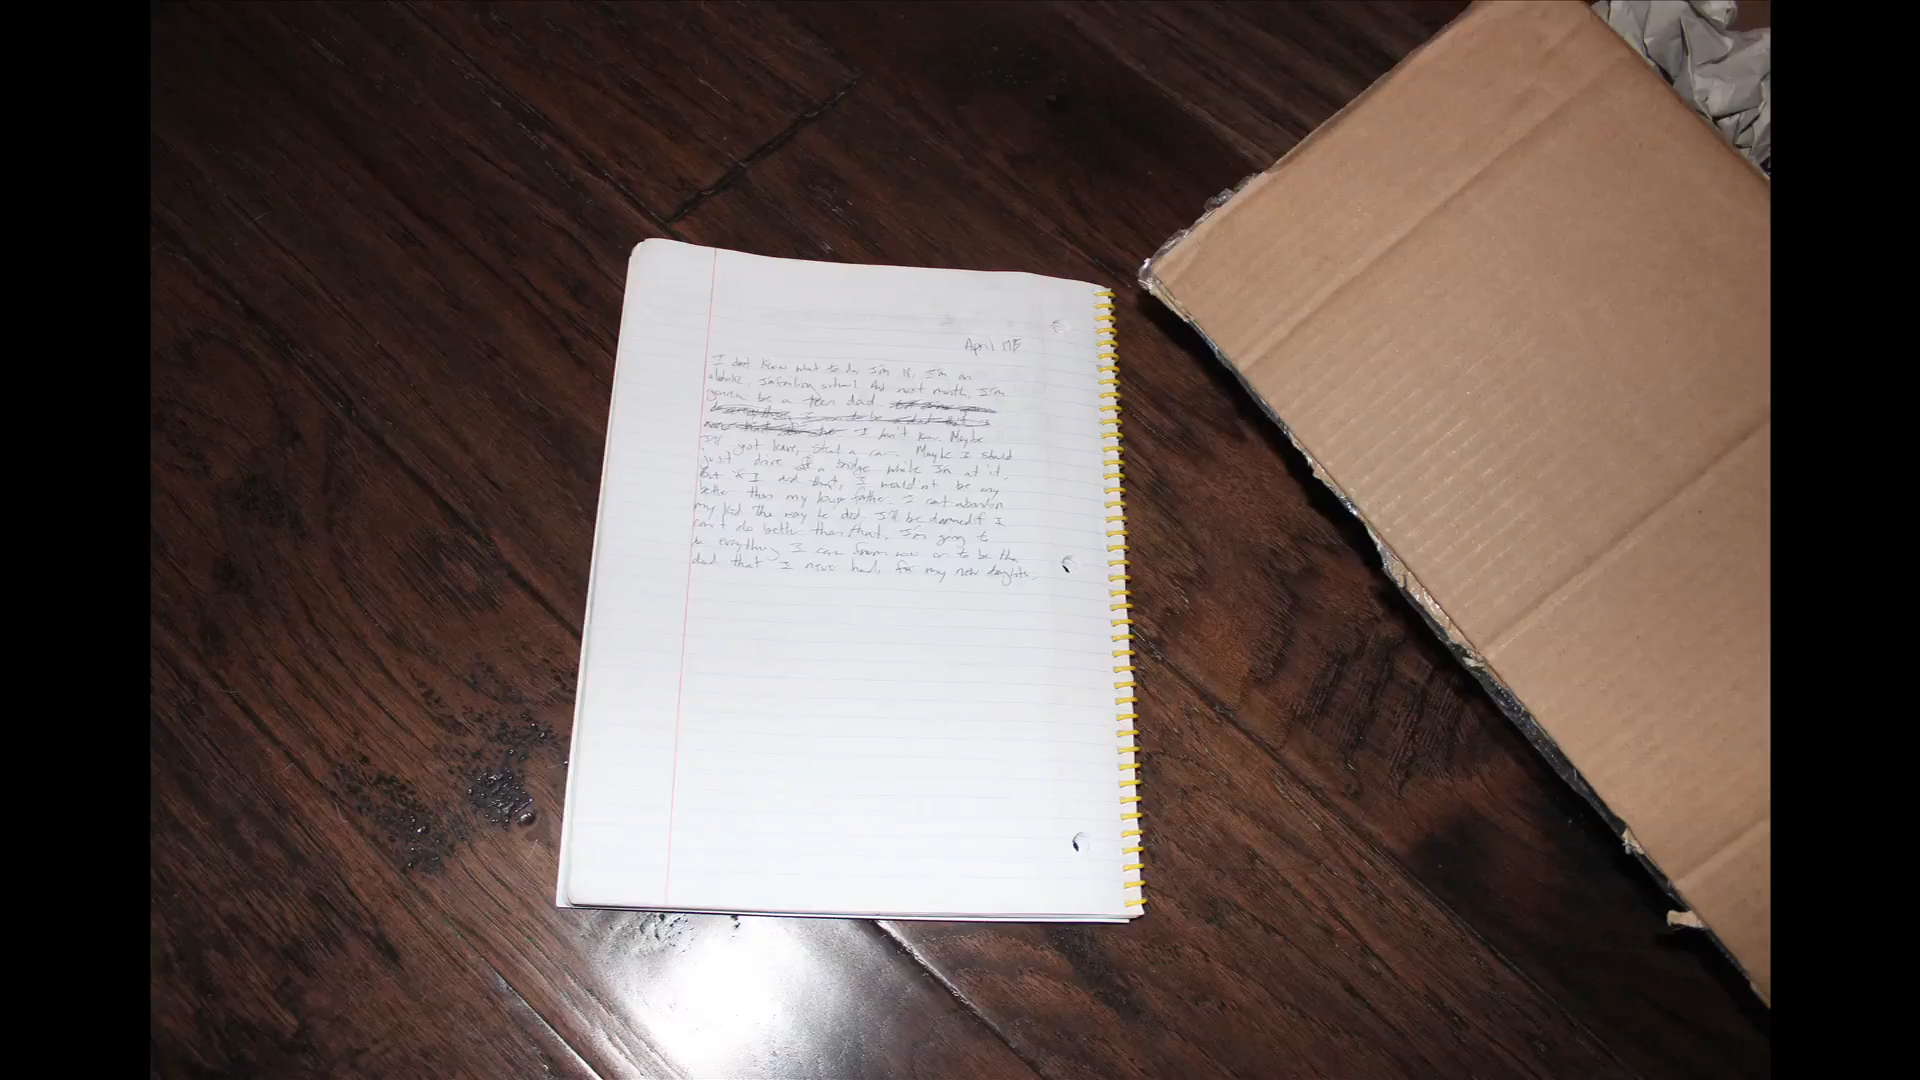 April 17
I dont know what to do, I'm 18, I'm an
alcoholic, I'm failing school And next month, I'm
gonna be a teen dad.
I don't know. Maybe
I'll just leave, steal a car. Maybe I should
just drive off a bridge while I'm at it.
But if I did that, I wouldn't be any
better than my father. I cant abandon
my kid the way he did. I'll be damned if I
can't do better than that, I'm going to
do everything I can from now on to be the
dad that I never had, for my new daughter.